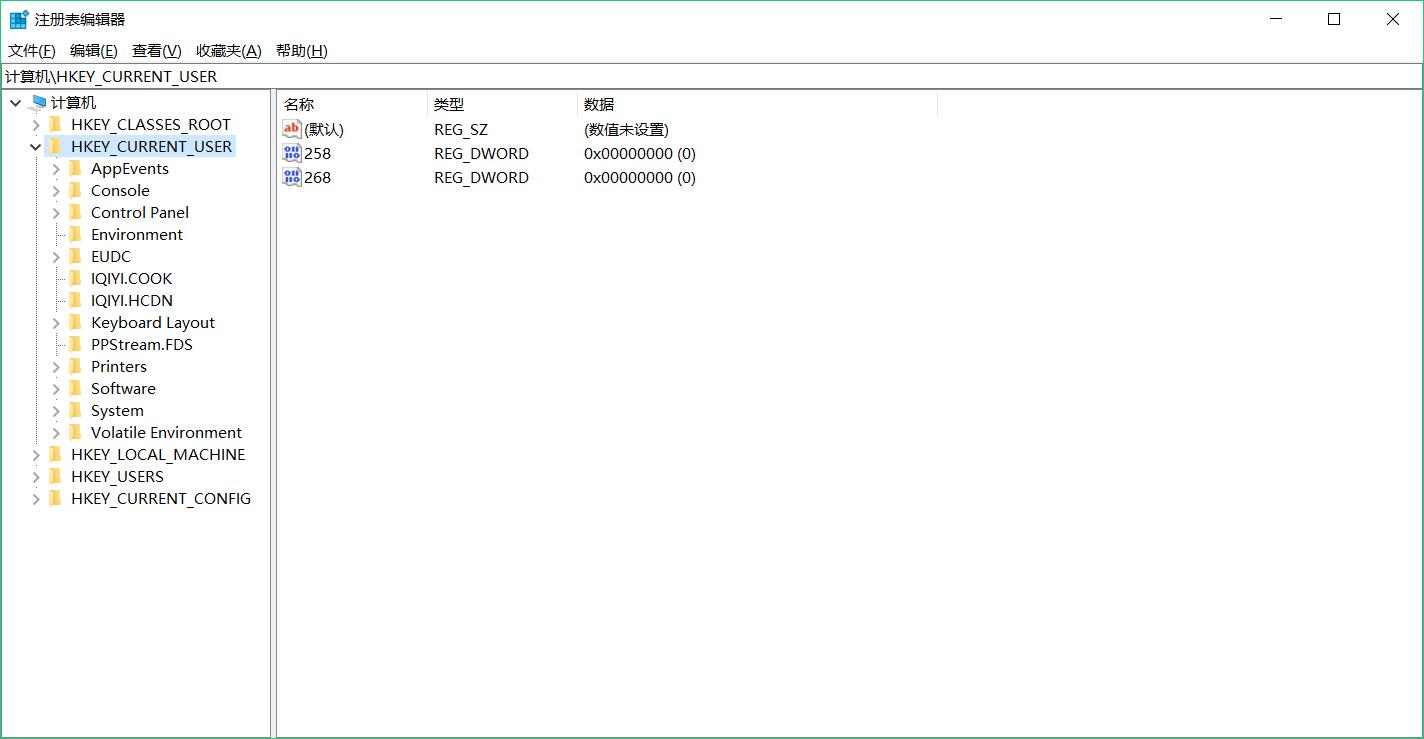 注册表编辑器
文件(F) 编辑(E) 查看(V) 收藏夹(A) 帮助(H)
计算机\HKEY_CURRENT_USER
计算机
HKEY_CLASSES_ROOT
HKEY_CURRENT_USER
AppEvents
Console
Control Panel
Environment
EUDC
IQIYI.COOK
IQIYI.HCDN
Keyboard Layout
PPStream.FDS
Printers
Software
System
Volatile Environment
HKEY_LOCAL_MACHINE
HKEY_USERS
HKEY_CURRENT_CONFIG
名称 类型 数据
(默认) REG_SZ (数值未设置)
258 REG_DWORD 0x00000000 (0)
268 REG_DWORD 0x00000000 (0)